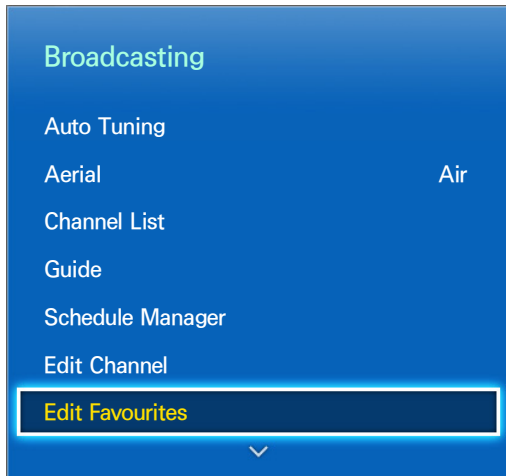 Broadcasting
Auto Tuning
Aerial Air
Channel List
Guide
Schedule Manager
Edit Channel
Edit Favourites